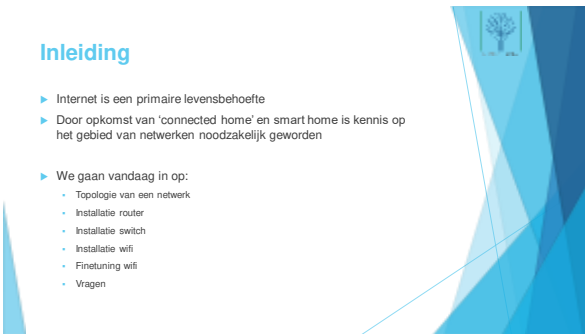 Inleiding
Internet is een primaire levensbehoefte
Door opkomst van ‘connected home’ en smart home is kennis op
het gebied van netwerken noodzakelijk geworden
We gaan vandaag in op:
Topologie van een netwerk
Installatie router
Installatie switch
Installatie wifi
Finetuning wifi
Vragen